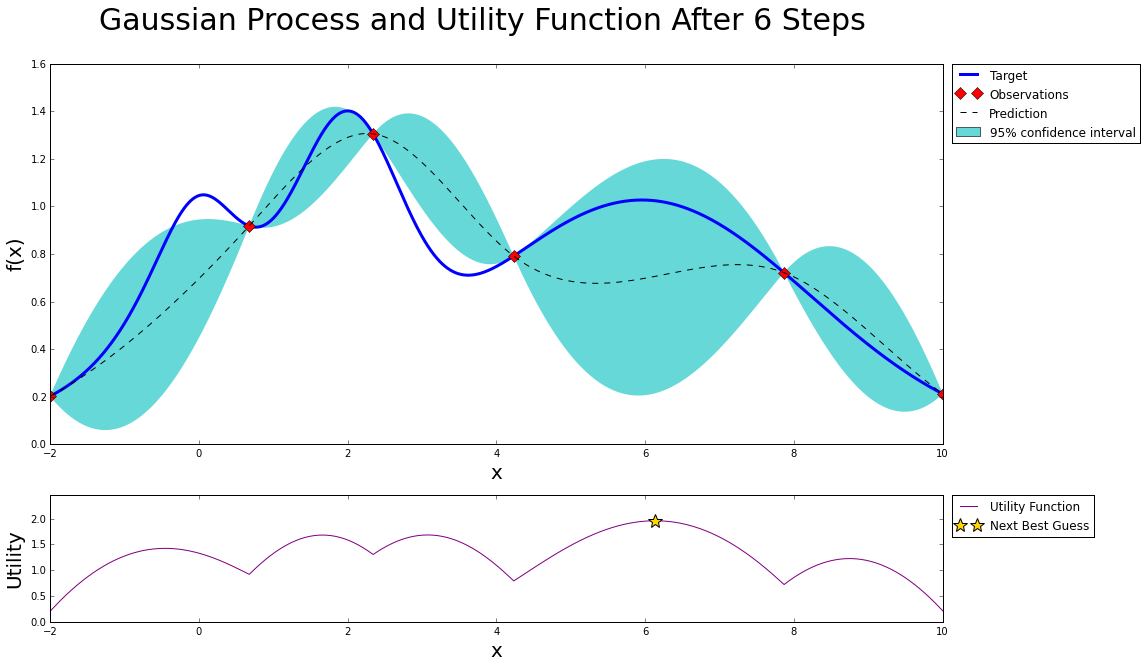 Gaussian Process and Utility Function After 6 Steps
1.6
1.4
1.2
1.0
0.8
0.6
0.4
0.2
0.0
f(x)
−2 0 2 4 6 8 10
x
Target
Observations
Prediction
95% confidence interval
2.0
1.5
1.0
0.5
0.0
Utility
−2 0 2 4 6 8 10
x
Utility Function
Next Best Guess